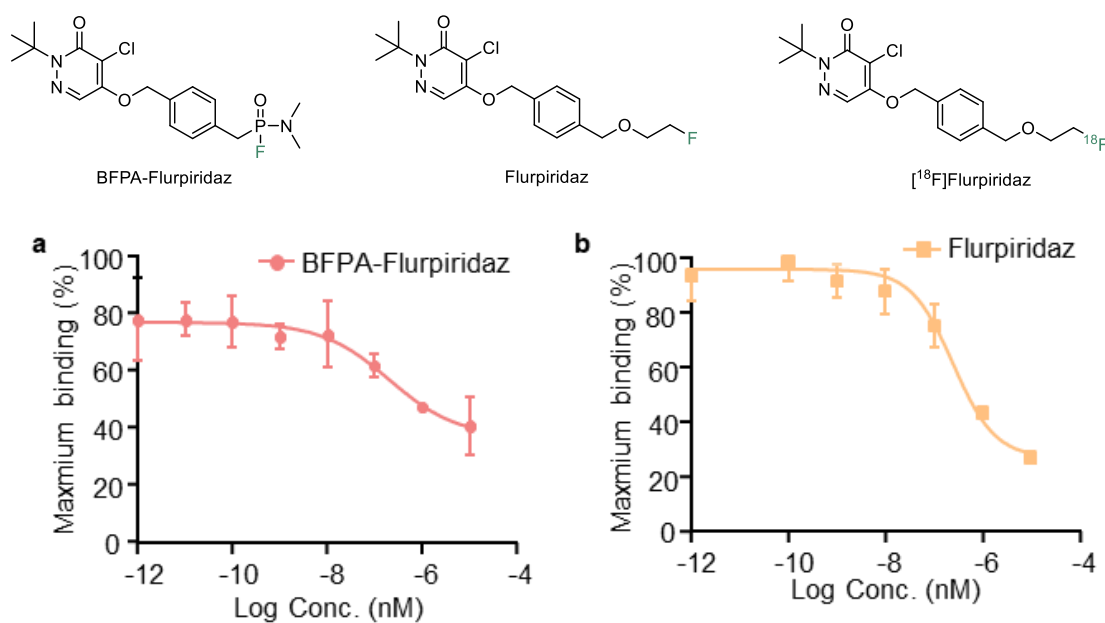 O
Cl
N
N
O
O
P
N
F
BFPA-Flurpiridaz
O
Cl
N
N
O
O
F
Flurpiridaz
O
Cl
N
N
O
O
18F
[18F]Flurpiridaz
a
BFPA-Flurpiridaz
Maxmium binding (%)
100
80
60
40
20
0
-12
-10
-8
-6
-4
Log Conc. (nM)
b
Flurpiridaz
Maxmium binding (%)
100
80
60
40
20
0
-12
-10
-8
-6
-4
Log Conc. (nM)